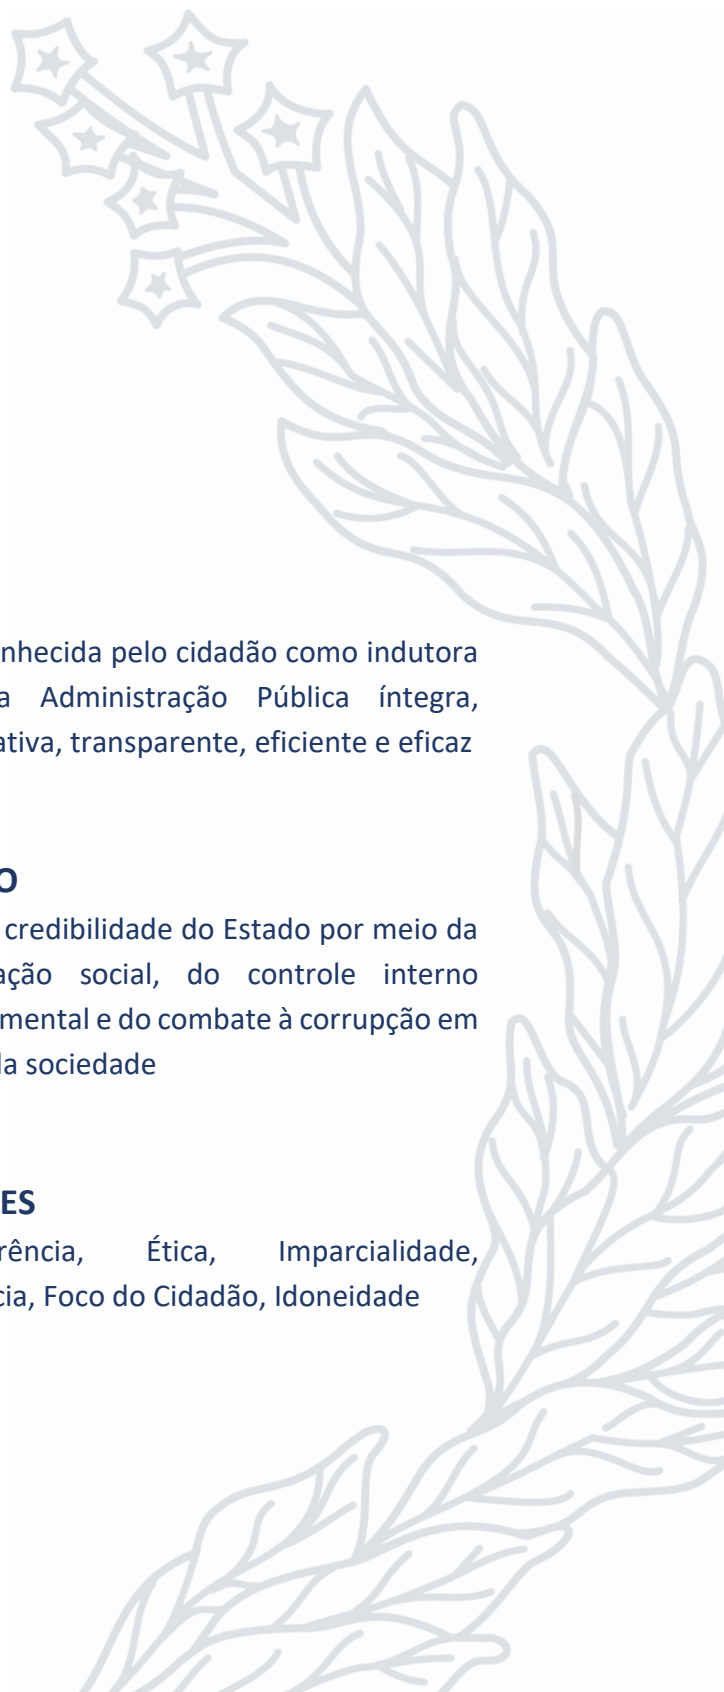 nhecida pelo cidadão como indutora
a Administração Pública íntegra,
ativa, transparente, eficiente e eficaz
O
credibilidade do Estado por meio da
ação social, do controle interno
mental e do combate à corrupção em
da sociedade
ES
rência, Ética, Imparcialidade,
cia, Foco do Cidadão, Idoneidade